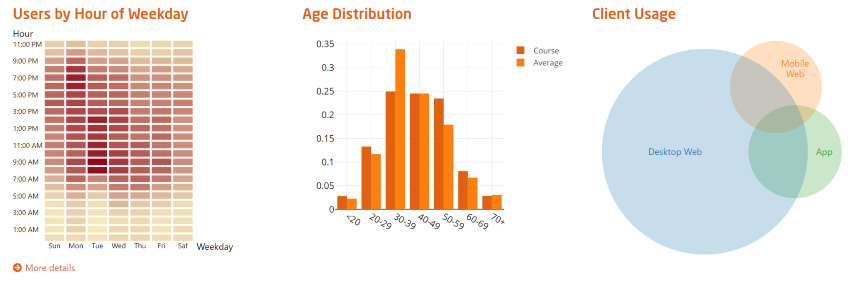 Users by Hour of Weekday
Hour
11:00 PM
9:00 PM
7:00 PM
5:00 PM
3:00 PM
1:00 PM
11:00 AM
9:00 AM
7:00 AM
5:00 AM
3:00 AM
1:00 AM
Sun Mon Tue Wed Thu Fri Sat
Weekday
More details
Age Distribution
0.35
0.3
0.25
0.2
0.15
0.1
0.05
0
<20 20-29 30-39 40-49 50-59 60-69 70+
Course
Average
Client Usage
Mobile
Web
Desktop Web
App